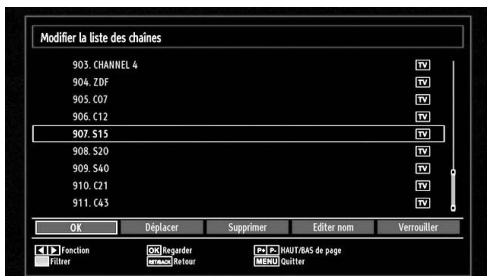 Modifier la liste des chaînes
903. CHANNEL 4 TV
904. ZDF TV
905. C07 TV
906. C12 TV
907. S15 TV
908. S20 TV
909. S40 TV
910. C21 TV
911. C43 TV
OK Déplacer Supprimer Editer nom Verrouiller
Fonction OK Regarder P+ P- HAUT/BAS de page
Filtrer RET/BACK Retour MENU Quitter